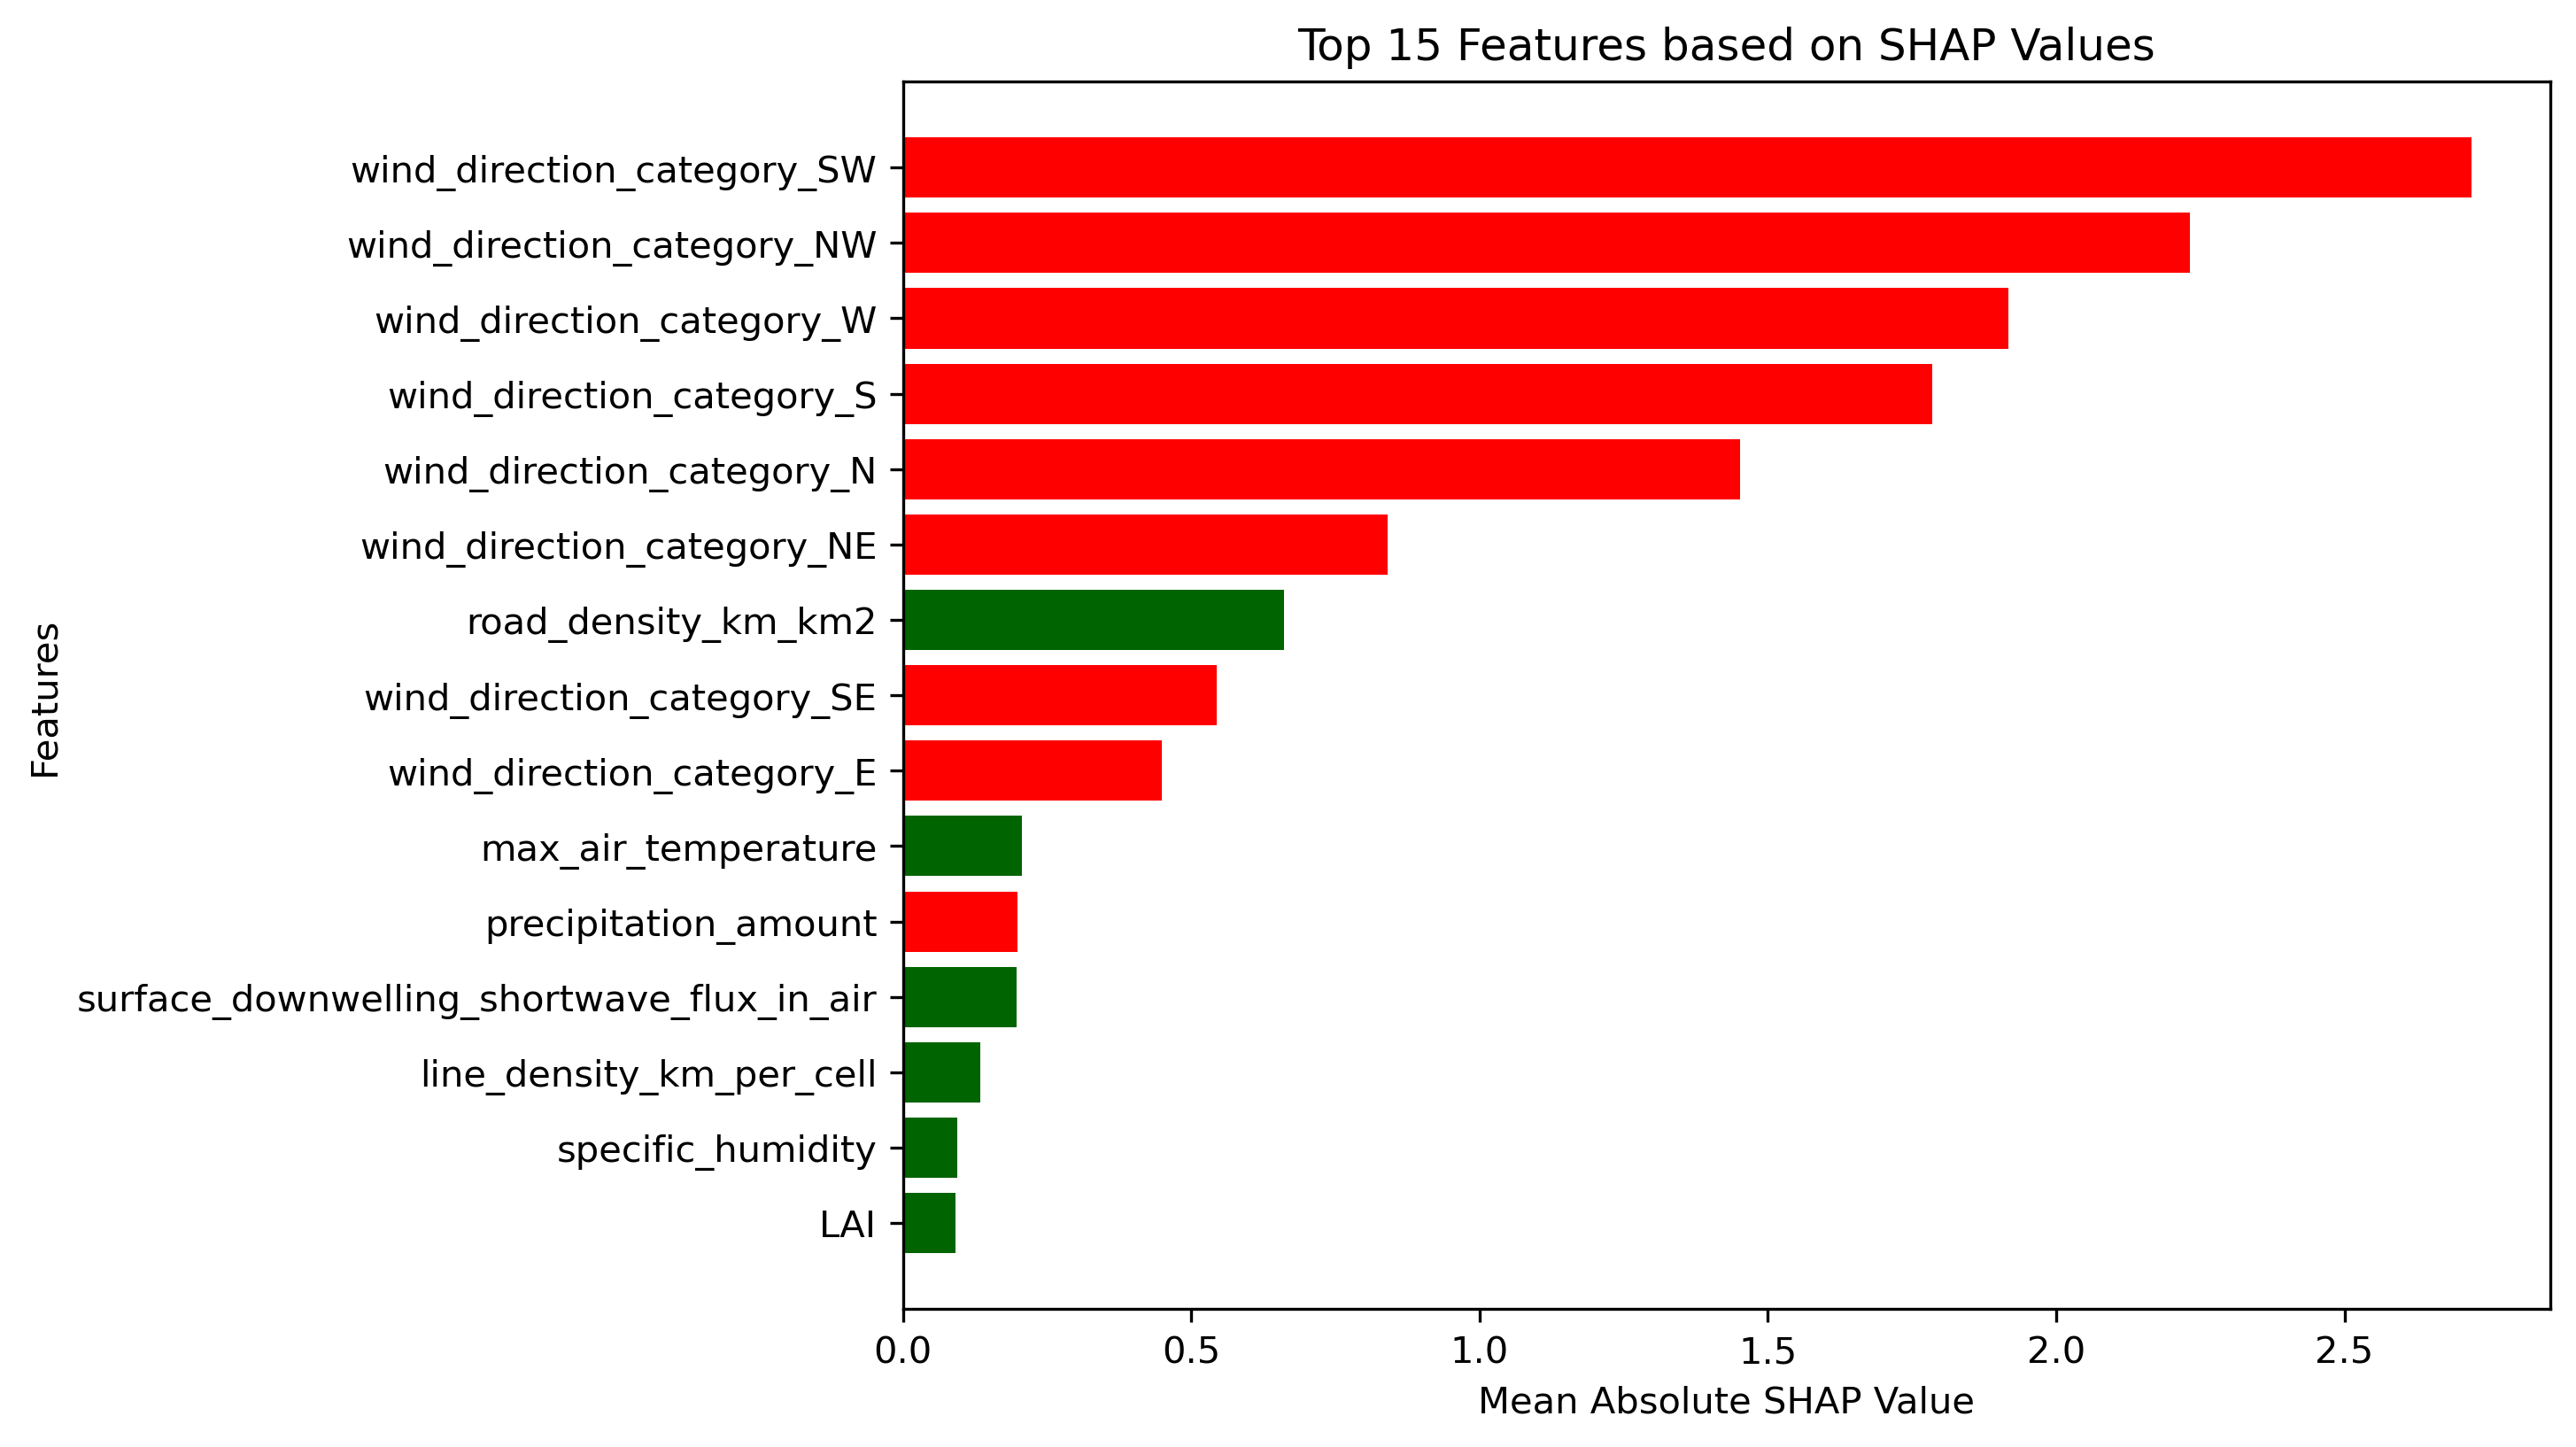 Top 15 Features based on SHAP Values
wind_direction_category_SW
wind_direction_category_NW
wind_direction_category_W
wind_direction_category_S
wind_direction_category_N
wind_direction_category_NE
road_density_km_km2
wind_direction_category_SE
wind_direction_category_E
max_air_temperature
precipitation_amount
surface_downwelling_shortwave_flux_in_air
line_density_km_per_cell
specific_humidity
LAI
Features
0.0 0.5 1.0 1.5 2.0 2.5
Mean Absolute SHAP Value